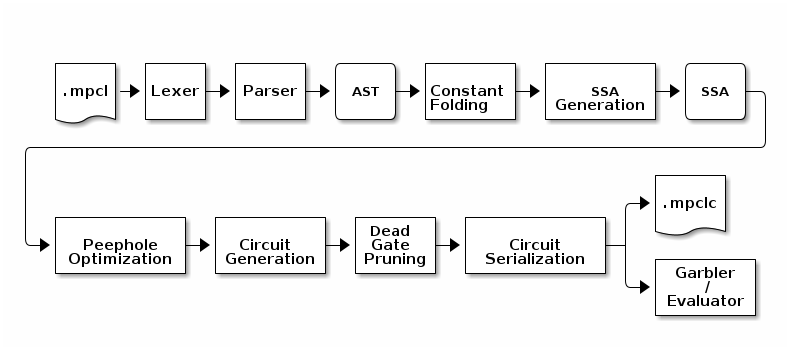 .mpcl
Lexer
Parser
AST
Constant
Folding
SSA
Generation
SSA
Peephole
Optimization
Circuit
Generation
Dead
Gate
Pruning
Circuit
Serialization
.mpclc
Garbler
/
Evaluator